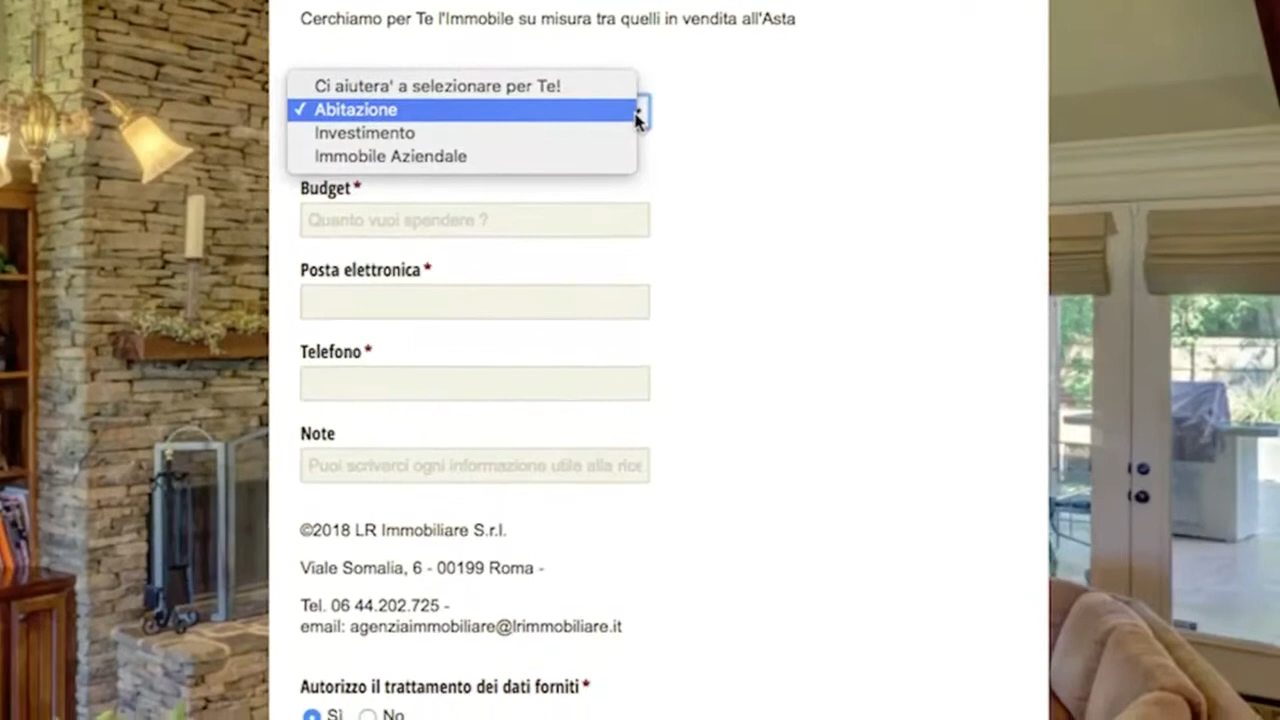 Cerchiamo per Te l'Immobile su misura tra quelli in vendita all'Asta
Ci aiutera' a selezionare per Te!
✓ Abitazione
Investimento
Immobile Aziendale
Budget*
Quanto vuoi spendere ?
Posta elettronica*
Telefono*
Note
Puoi scriverci ogni informazione utile alla rice
©2018 LR Immobiliare S.r.l.
Viale Somalia, 6 - 00199 Roma -
Tel. 06 44.202.725 -
email: agenziaimmobiliare@lrimmobiliare.it
Autorizzo il trattamento dei dati forniti*
Sì No